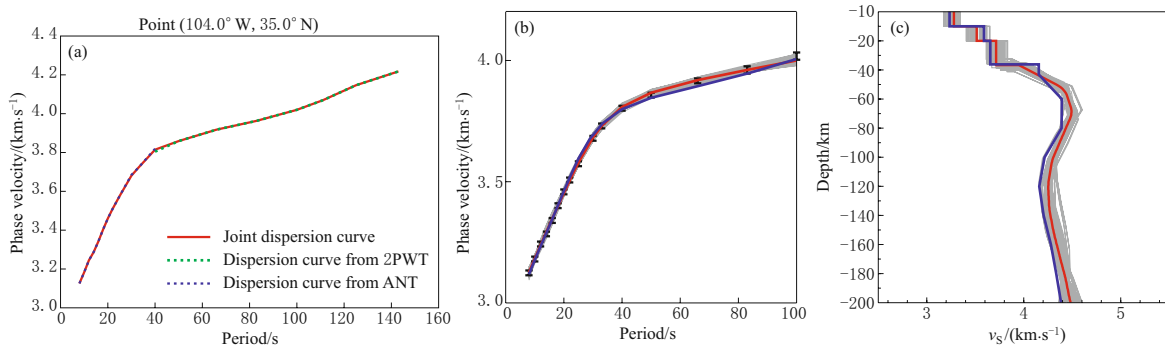 Point (104.0° W, 35.0° N)
(a)
4.4
4.2
4.0
3.8
3.6
3.4
3.2
3.0
Phase velocity/(km·s⁻¹)
0 20 40 60 80 100 120 140 160
Period/s
Joint dispersion curve
Dispersion curve from 2PWT
Dispersion curve from ANT
(b)
4.0
3.5
3.0
Phase velocity/(km·s⁻¹)
0 20 40 60 80 100
Period/s
(c)
−10
−20
−40
−60
−80
−100
−120
−140
−160
−180
−200
Depth/km
3 4 5
vS/(km·s⁻¹)